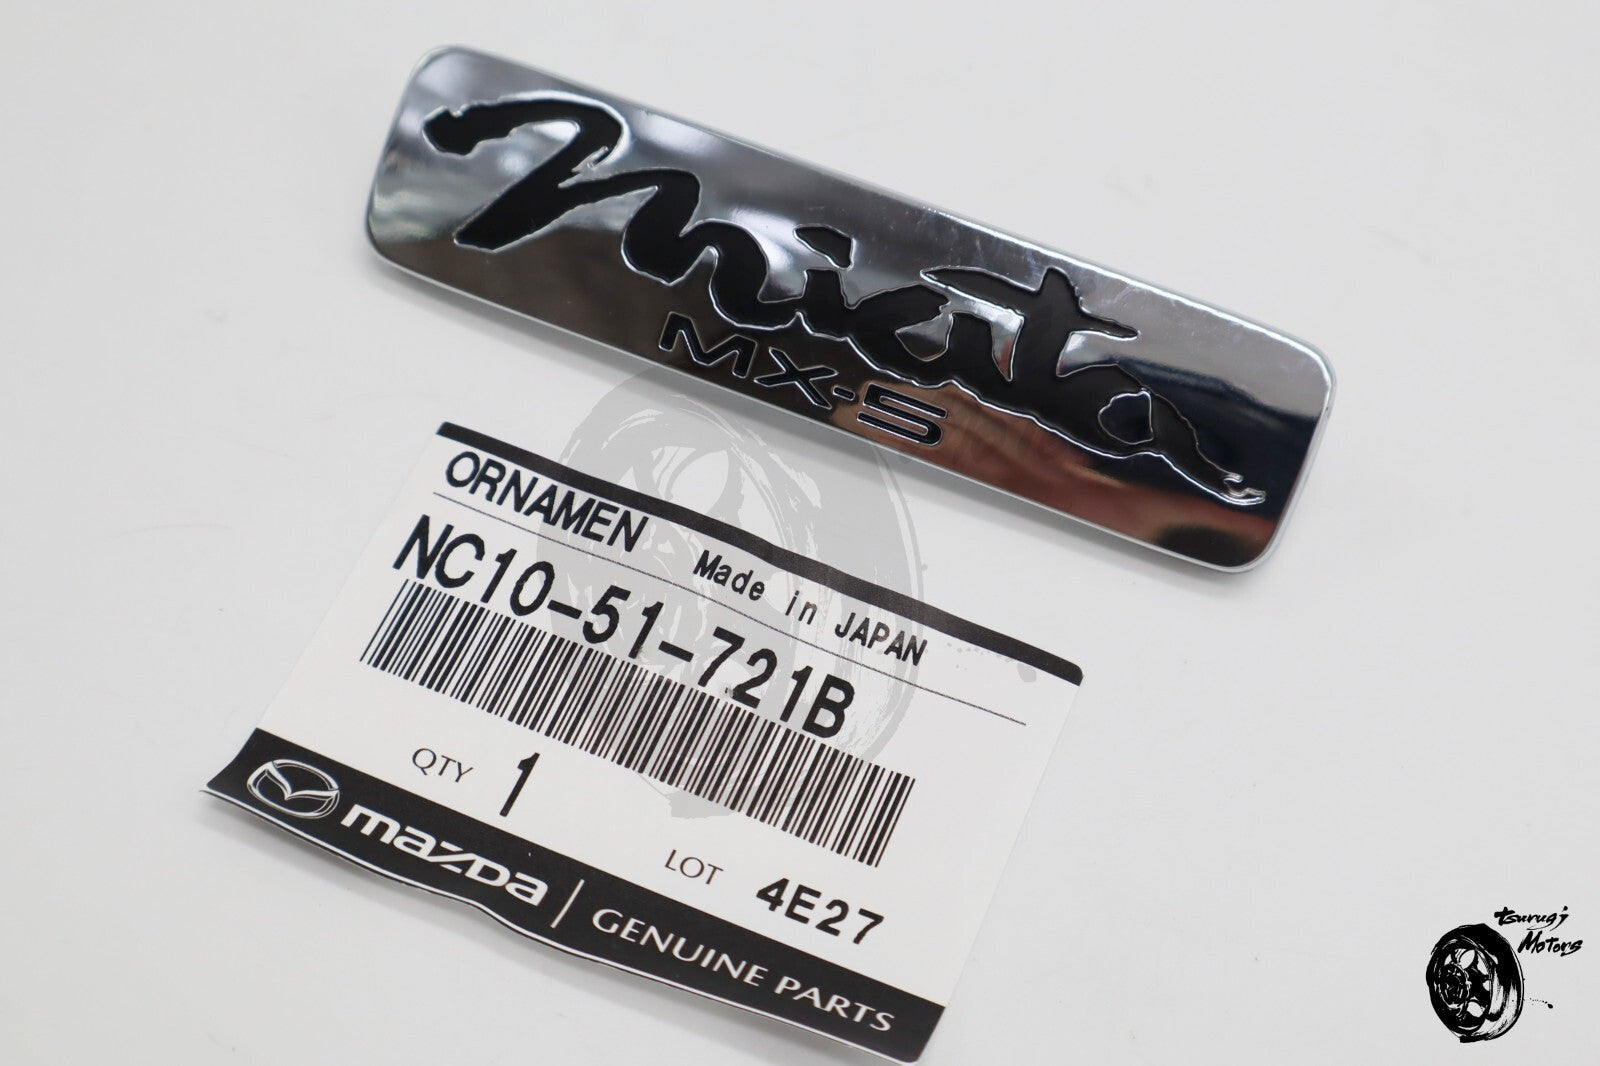 Miata
MX-5
ORNAMEN
Made in JAPAN
NC10-51-721B
QTY 1
LOT 4E27
mazda | GENUINE PARTS
tsurugi
Motors